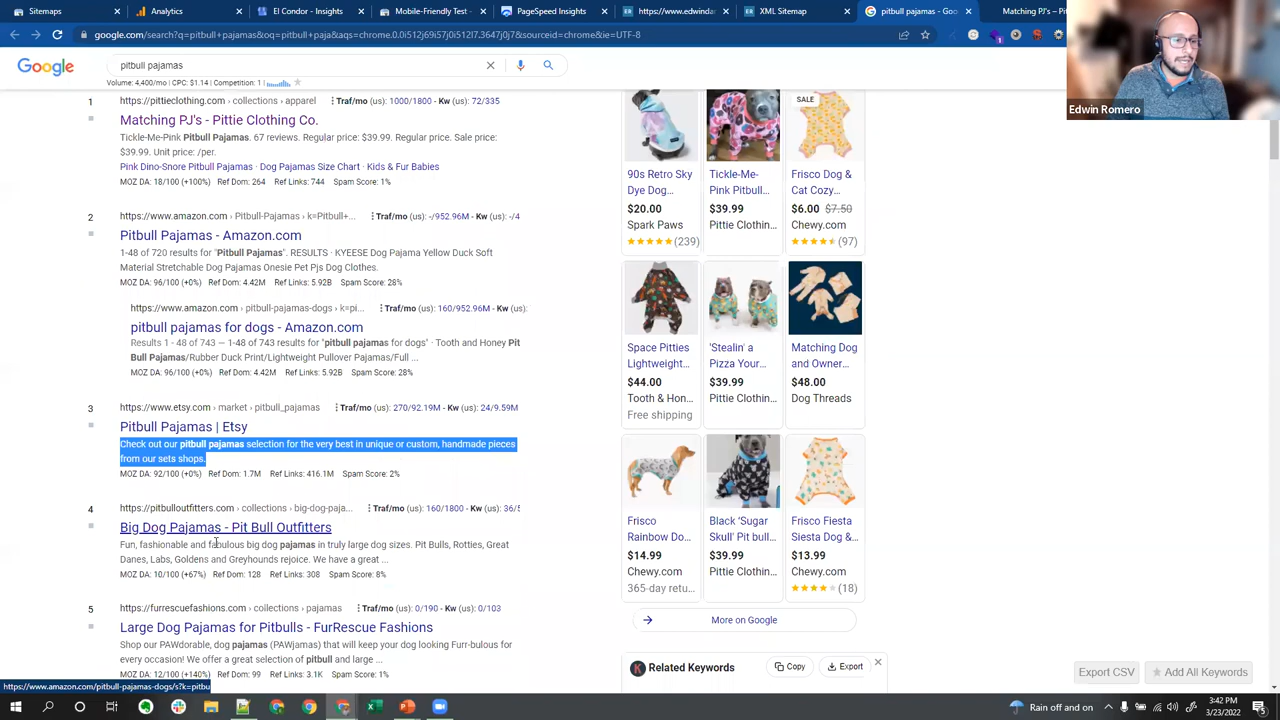 Google - pit
Matching PJ's - Pit
google.com/search?q=pitbull+pajamas&aqs=chrome.0.0i512j69i57j0i512l7.3647j0j7&sourceid=chrome&ie=UTF-8
Edwin Romero
Google
pitbull pajamas
Volume: 4,400/mo | CPC: $1.14 | Competition: 1 |
1
https://pittieclothing.com › collections › apparel
Traf/mo (us): 1000/1800 - Kw (us): 72/335
Matching PJ's - Pittie Clothing Co.
Tickle-Me-Pink Pitbull Pajamas. 67 reviews. Regular price: $39.99. Regular price. Sale price:
$39.99. Unit price: /per.
Pink Dino-Snore Pitbull Pajamas · Dog Pajamas Size Chart · Kids & Fur Babies
MOZ DA: 18/100 (+100%) Ref Dom: 264 Ref Links: 744 Spam Score: 1%
2
https://www.amazon.com › Pitbull-Pajamas › k=Pitbull+...
Traf/mo (us): -/952.96M - Kw (us): -/4
Pitbull Pajamas - Amazon.com
1-48 of 720 results for "Pitbull Pajamas". RESULTS · KYEESE Dog Pajama Yellow Duck Soft
Material Stretchable Dog Pajamas Onesie Pet Pjs Dog Clothes.
MOZ DA: 96/100 (+0%) Ref Dom: 4.42M Ref Links: 5.92B Spam Score: 28%
https://www.amazon.com › pitbull-pajamas-dogs › k=pi...
Traf/mo (us): 160/952.96M - Kw (us):
pitbull pajamas for dogs - Amazon.com
Results 1 - 48 of 743 — 1-48 of 743 results for "pitbull pajamas for dogs" · Tooth and Honey Pit
Bull Pajamas/Rubber Duck Print/Lightweight Pullover Pajamas/Full ...
MOZ DA: 96/100 (+0%) Ref Dom: 4.42M Ref Links: 5.92B Spam Score: 28%
3
https://www.etsy.com › market › pitbull_pajamas
Traf/mo (us): 270/92.19M - Kw (us): 24/9.59M
Pitbull Pajamas | Etsy
Check out our pitbull pajamas selection for the very best in unique or custom, handmade pieces
from our sets shops.
MOZ DA: 92/100 (+0%) Ref Dom: 1.7M Ref Links: 416.1M Spam Score: 2%
4
https://pitbulloutfitters.com › collections › big-dog-paja...
Traf/mo (us): 160/1800 - Kw (us): 36/5
Big Dog Pajamas - Pit Bull Outfitters
Fun, fashionable and fabulous big dog pajamas in truly large dog sizes. Pit Bulls, Rotties, Great
Danes, Labs, Goldens and Greyhounds rejoice. We have a great ...
MOZ DA: 10/100 (+67%) Ref Dom: 128 Ref Links: 308 Spam Score: 8%
5
https://furrescuefashions.com › collections › pajamas
Traf/mo (us): 0/190 - Kw (us): 0/103
Large Dog Pajamas for Pitbulls - FurRescue Fashions
Shop our PAWdorable, dog pajamas (PAWjamas) that will keep your dog looking Furr-bulous for
every occasion! We offer a great selection of pitbull and large ...
MOZ DA: 12/100 (+140%) Ref Dom: 99 Ref Links: 3.1K Spam Score: 1%
https://www.amazon.com/pitbull-pajamas-dogs/s?k=pitbu
SALE
90s Retro Sky
Dye Dog...
$20.00
Spark Paws
(239)
Tickle-Me-
Pink Pitbull...
$39.99
Pittie Clothin...
Frisco Dog &
Cat Cozy...
$6.00 $7.50
Chewy.com
(97)
Space Pitties
Lightweight...
$44.00
Tooth & Hon...
Free shipping
'Stealin' a
Pizza Your...
$39.99
Pittie Clothin...
Matching Dog
and Owner...
$48.00
Dog Threads
Frisco
Rainbow Do...
$14.99
Chewy.com
365-day retu...
Black 'Sugar
Skull' Pit bull...
$39.99
Pittie Clothin...
Frisco Fiesta
Siesta Dog &...
$13.99
Chewy.com
(18)
More on Google
Related Keywords
Copy
Export
Export CSV
Add All Keywords
Rain off and on
3:42 PM
3/23/2022